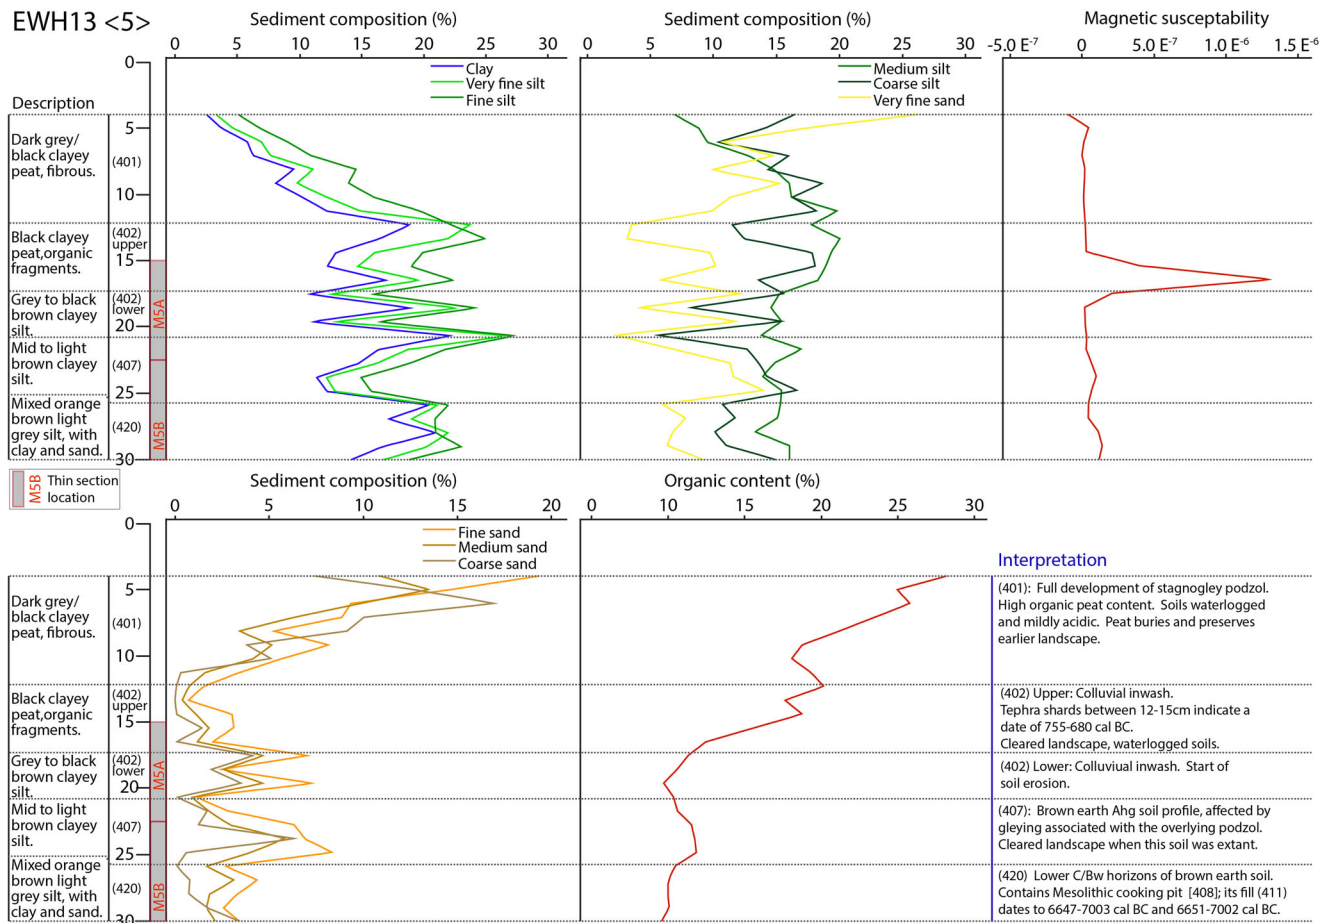 EWH13 <5>
Sediment composition (%)
0 5 10 15 20 25 30
Clay
Very fine silt
Fine silt
Sediment composition (%)
0 5 10 15 20 25 30
Medium silt
Coarse silt
Very fine sand
Magnetic susceptability
-5.0 E-7 0 5.0 E-7 1.0 E-6 1.5 E-6
Description
0
5
10
15
20
25
30
Dark grey/
black clayey
peat, fibrous.
(401)
Black clayey
peat,organic
fragments.
(402)
upper
Grey to black
brown clayey
silt.
(402)
lower
Mid to light
brown clayey
silt.
(407)
Mixed orange
brown light
grey silt, with
clay and sand.
(420)
M5A
M5B
M5B
Thin section
location
Sediment composition (%)
0 5 10 15 20
Fine sand
Medium sand
Coarse sand
Organic content (%)
0 10 15 20 25 30
0
5
10
15
20
25
30
Dark grey/
black clayey
peat, fibrous.
(401)
Black clayey
peat,organic
fragments.
(402)
upper
Grey to black
brown clayey
silt.
(402)
lower
Mid to light
brown clayey
silt.
(407)
Mixed orange
brown light
grey silt, with
clay and sand.
(420)
M5A
M5B
Interpretation
(401): Full development of stagnogley podzol.
High organic peat content. Soils waterlogged
and mildly acidic. Peat buries and preserves
earlier landscape.
(402) Upper: Colluvial inwash.
Tephra shards between 12-15cm indicate a
date of 755-680 cal BC.
Cleared landscape, waterlogged soils.
(402) Lower: Colluviual inwash. Start of
soil erosion.
(407): Brown earth Ahg soil profile, affected by
gleying associated with the overlying podzol.
Cleared landscape when this soil was extant.
(420) Lower C/Bw horizons of brown earth soil.
Contains Mesolithic cooking pit [408]; its fill (411)
dates to 6647-7003 cal BC and 6651-7002 cal BC.